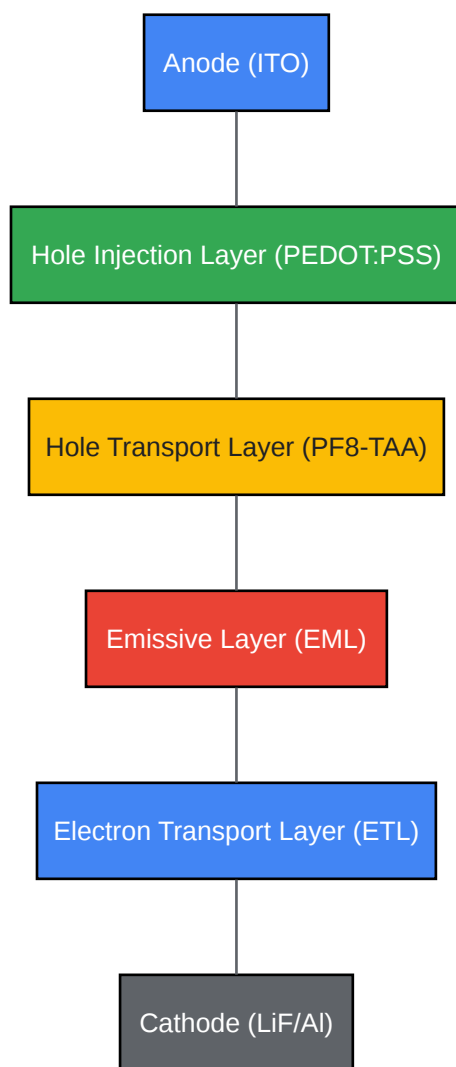 Anode (ITO)
Hole Injection Layer (PEDOT:PSS)
Hole Transport Layer (PF8-TAA)
Emissive Layer (EML)
Electron Transport Layer (ETL)
Cathode (LiF/Al)